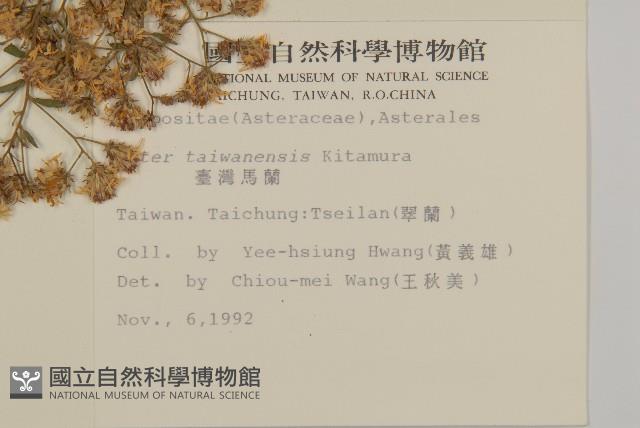 國 自然科學博物館
TIONAL MUSEUM OF NATURAL SCIENCE
AICHUNG, TAIWAN, R.O.CHINA
positae(Asteraceae),Asterales
ter taiwanensis Kitamura
臺灣馬蘭
Taiwan. Taichung:Tseilan(翠蘭)
Coll. by Yee-hsiung Hwang(黃義雄)
Det. by Chiou-mei Wang(王秋美)
Nov., 6,1992
國立自然科學博物館
NATIONAL MUSEUM OF NATURAL SCIENCE